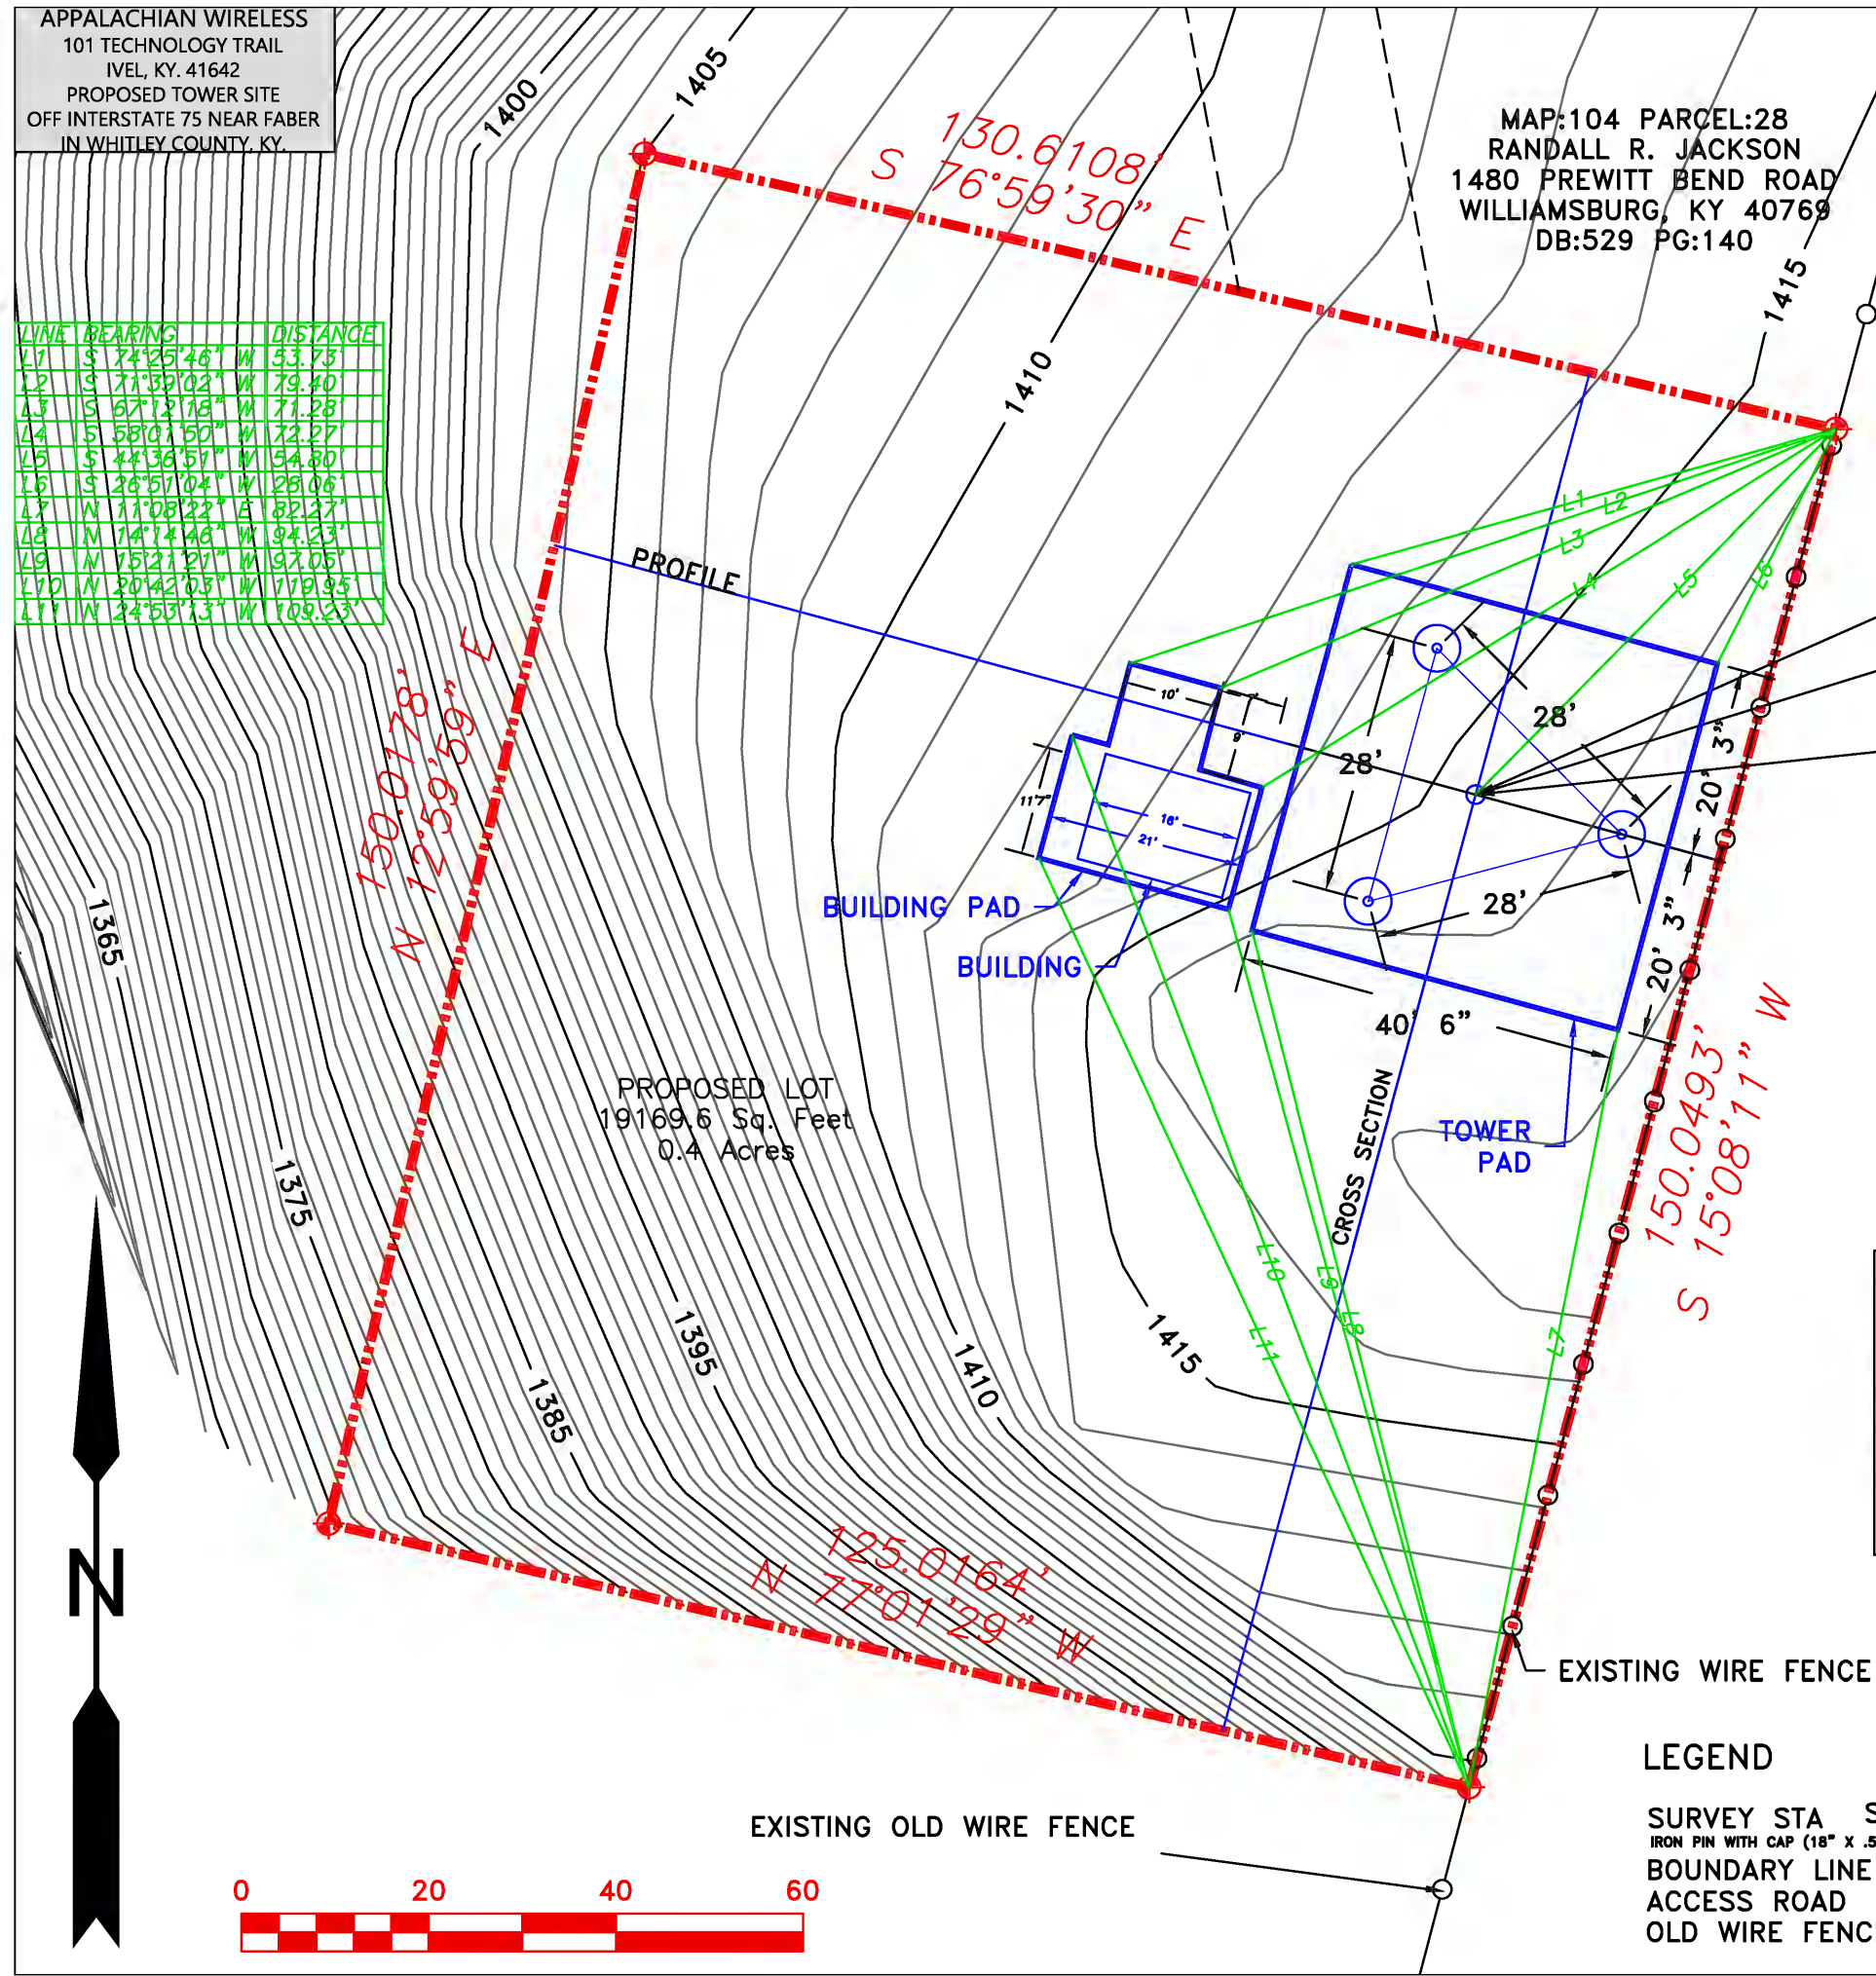 APPALACHIAN WIRELESS
101 TECHNOLOGY TRAIL
IVEL, KY. 41642
PROPOSED TOWER SITE
OFF INTERSTATE 75 NEAR FABER
IN WHITLEY COUNTY, KY.
1400
1405
130.6108'
S 76°59'30" E
MAP:104 PARCEL:28
RANDALL R. JACKSON
1480 PREWITT BEND ROAD
WILLIAMSBURG, KY 40769
DB:529 PG:140
1415
1410
LINE BEARING DISTANCE
L1 S 74°25'46" W 53.73'
L2 S 71°39'02" W 79.40'
L3 S 67°12'18" W 71.28'
L4 S 58°01'50" W 72.27'
L5 S 44°36'51" W 54.80'
L6 S 26°51'04" W 28.06'
L7 N 11°08'22" E 82.27'
L8 N 14°14'46" W 94.23'
L9 N 15°21'21" W 97.05'
L10 N 20°42'03" W 119.95'
L11 N 24°53'13" W 109.23'
L1
L2
L3
L4
L5
L6
PROFILE
150.0178'
N 12°59'59" E
10'
9'
11'7"
16'
21'
28'
28'
28'
20' 3"
20' 3"
40' 6"
BUILDING PAD
BUILDING
TOWER
PAD
CROSS SECTION
150.0493'
S 15°08'11" W
PROPOSED LOT
19169.6 Sq. Feet
0.4 Acres
1365
1375
1385
1395
1410
1415
L10
L9
L8
L11
L7
125.0164'
N 77°01'29" W
N
EXISTING WIRE FENCE
EXISTING OLD WIRE FENCE
0 20 40 60
LEGEND
SURVEY STA S
IRON PIN WITH CAP (18" X .5
BOUNDARY LINE
ACCESS ROAD
OLD WIRE FENC